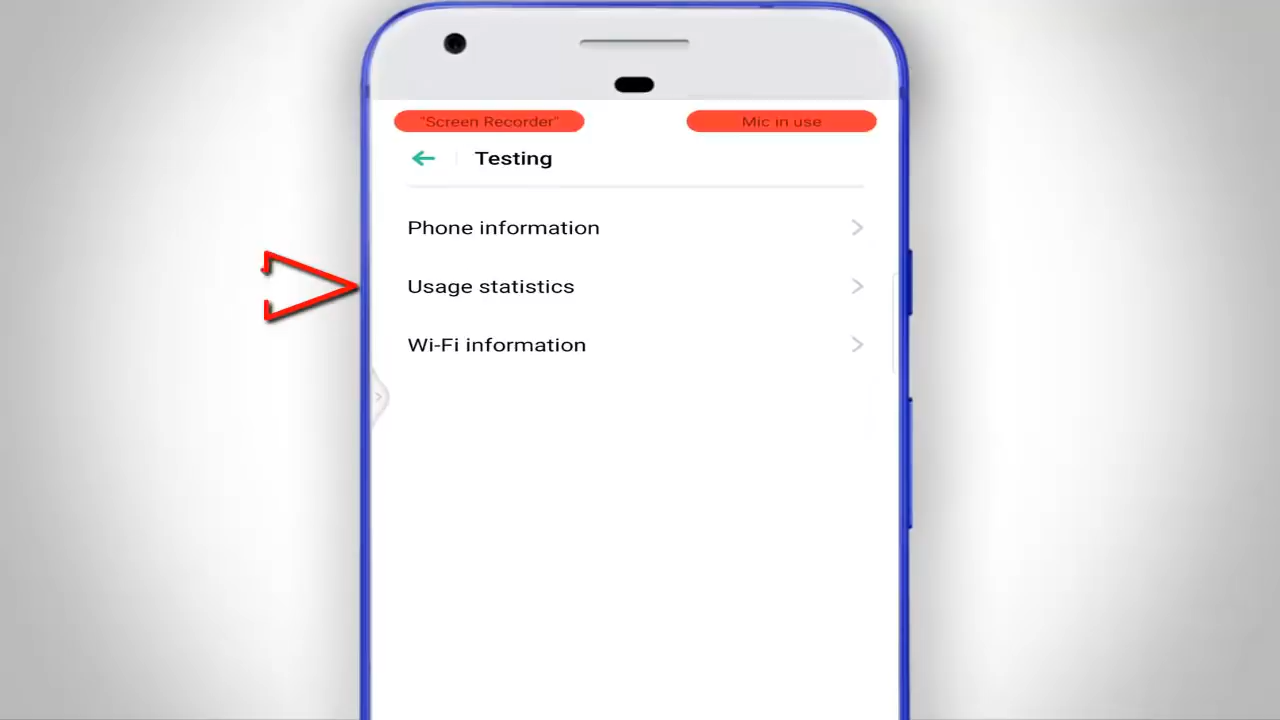 "Screen Recorder"
Mic in use
Testing
Phone information
Usage statistics
Wi-Fi information